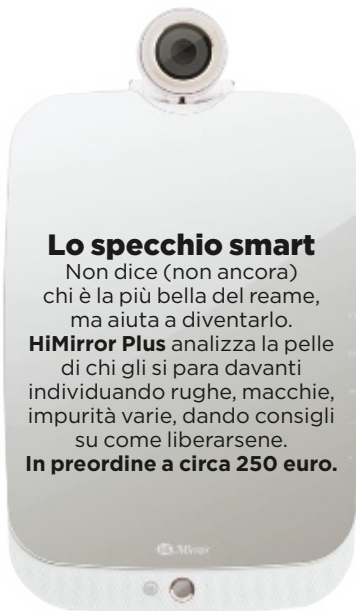 Lo specchio smart
Non dice (non ancora)
chi è la più bella del reame,
ma aiuta a diventarlo.
HiMirror Plus analizza la pelle
di chi gli si para davanti
individuando rughe, macchie,
impurità varie, dando consigli
su come liberarsene.
In preordine a circa 250 euro.
HiMirror